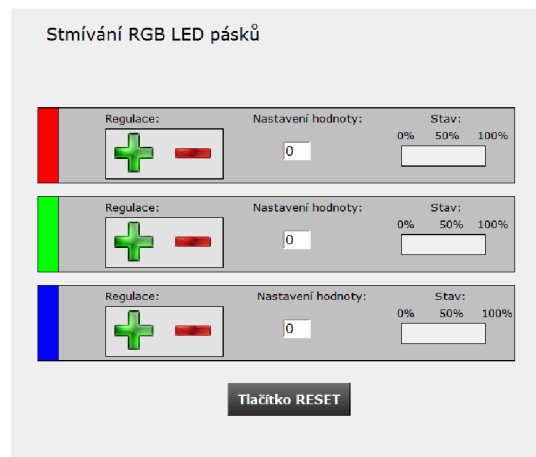 Stmívání RGB LED pásků
Regulace: Nastavení hodnoty: Stav:
0% 50% 100%
0
Regulace: Nastavení hodnoty: Stav:
0% 50% 100%
0
Regulace: Nastavení hodnoty: Stav:
0% 50% 100%
0
Tlačítko RESET